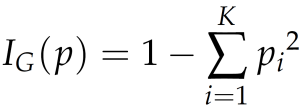 I_G(p) = 1 − ∑_{i=1}^{K} p_i^2